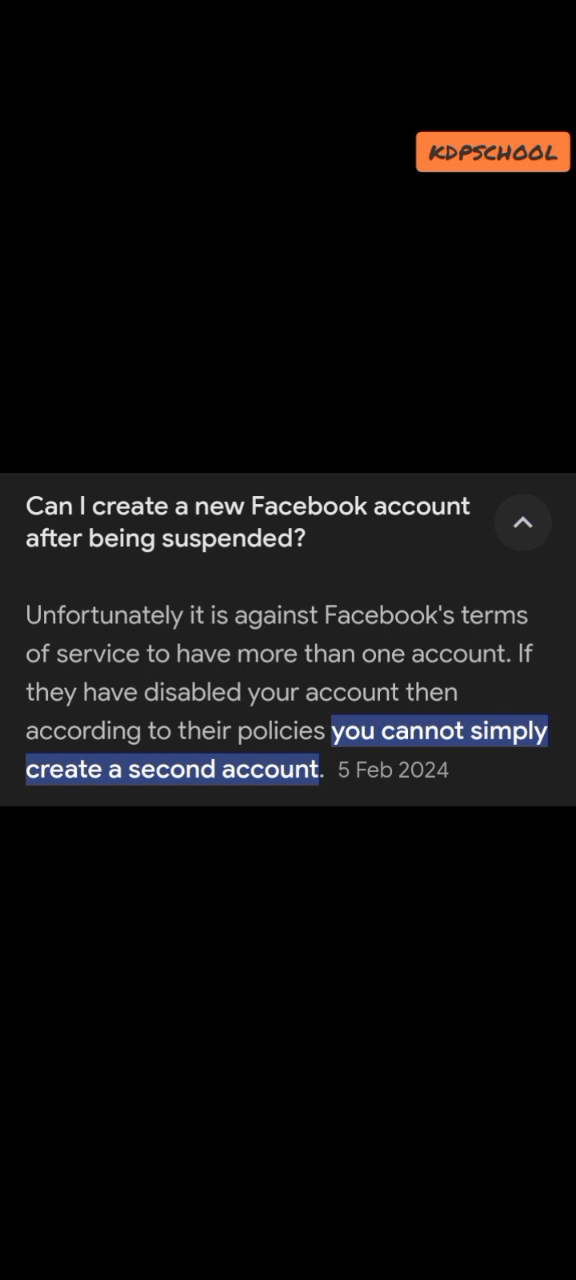 KDPSCHOOL
Can I create a new Facebook account
after being suspended?
Unfortunately it is against Facebook's terms
of service to have more than one account. If
they have disabled your account then
according to their policies you cannot simply
create a second account. 5 Feb 2024